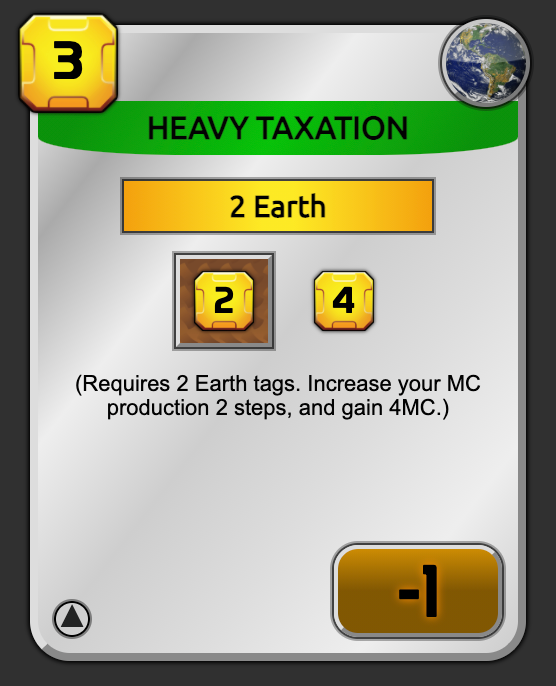 3
HEAVY TAXATION
2 Earth
2 4
(Requires 2 Earth tags. Increase your MC
production 2 steps, and gain 4MC.)
-1